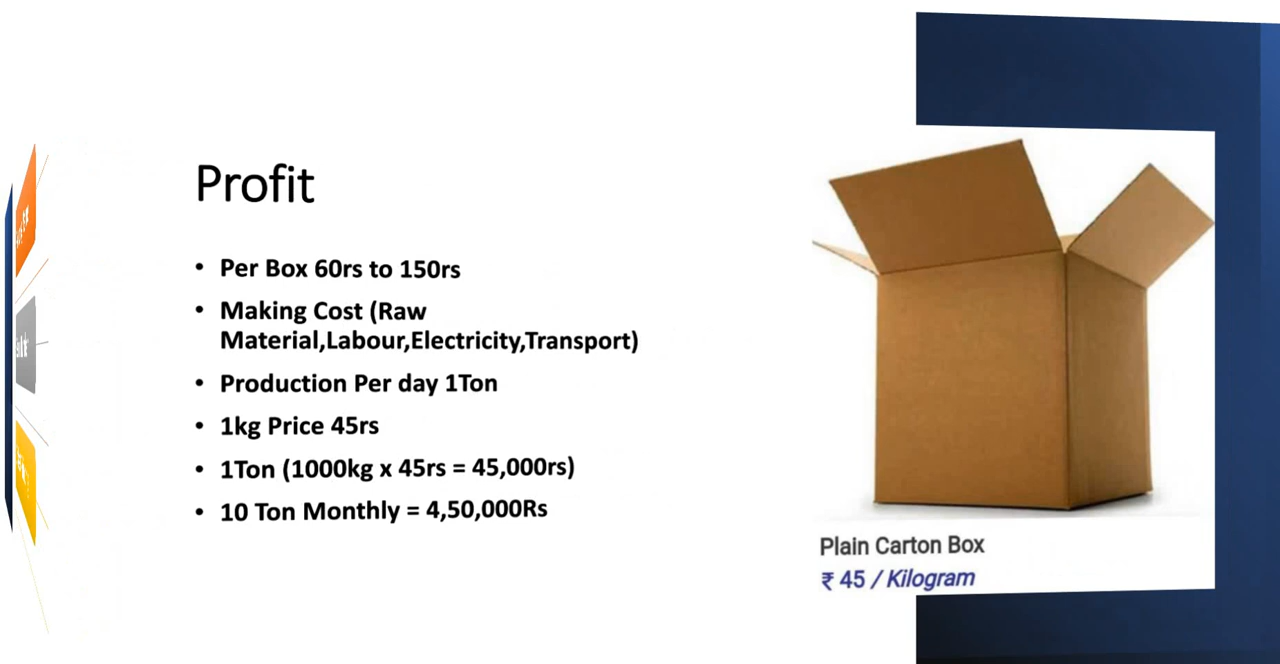 Profit
• Per Box 60rs to 150rs
• Making Cost (Raw
Material,Labour,Electricity,Transport)
• Production Per day 1Ton
• 1kg Price 45rs
• 1Ton (1000kg x 45rs = 45,000rs)
• 10 Ton Monthly = 4,50,000Rs
Plain Carton Box
₹ 45 / Kilogram